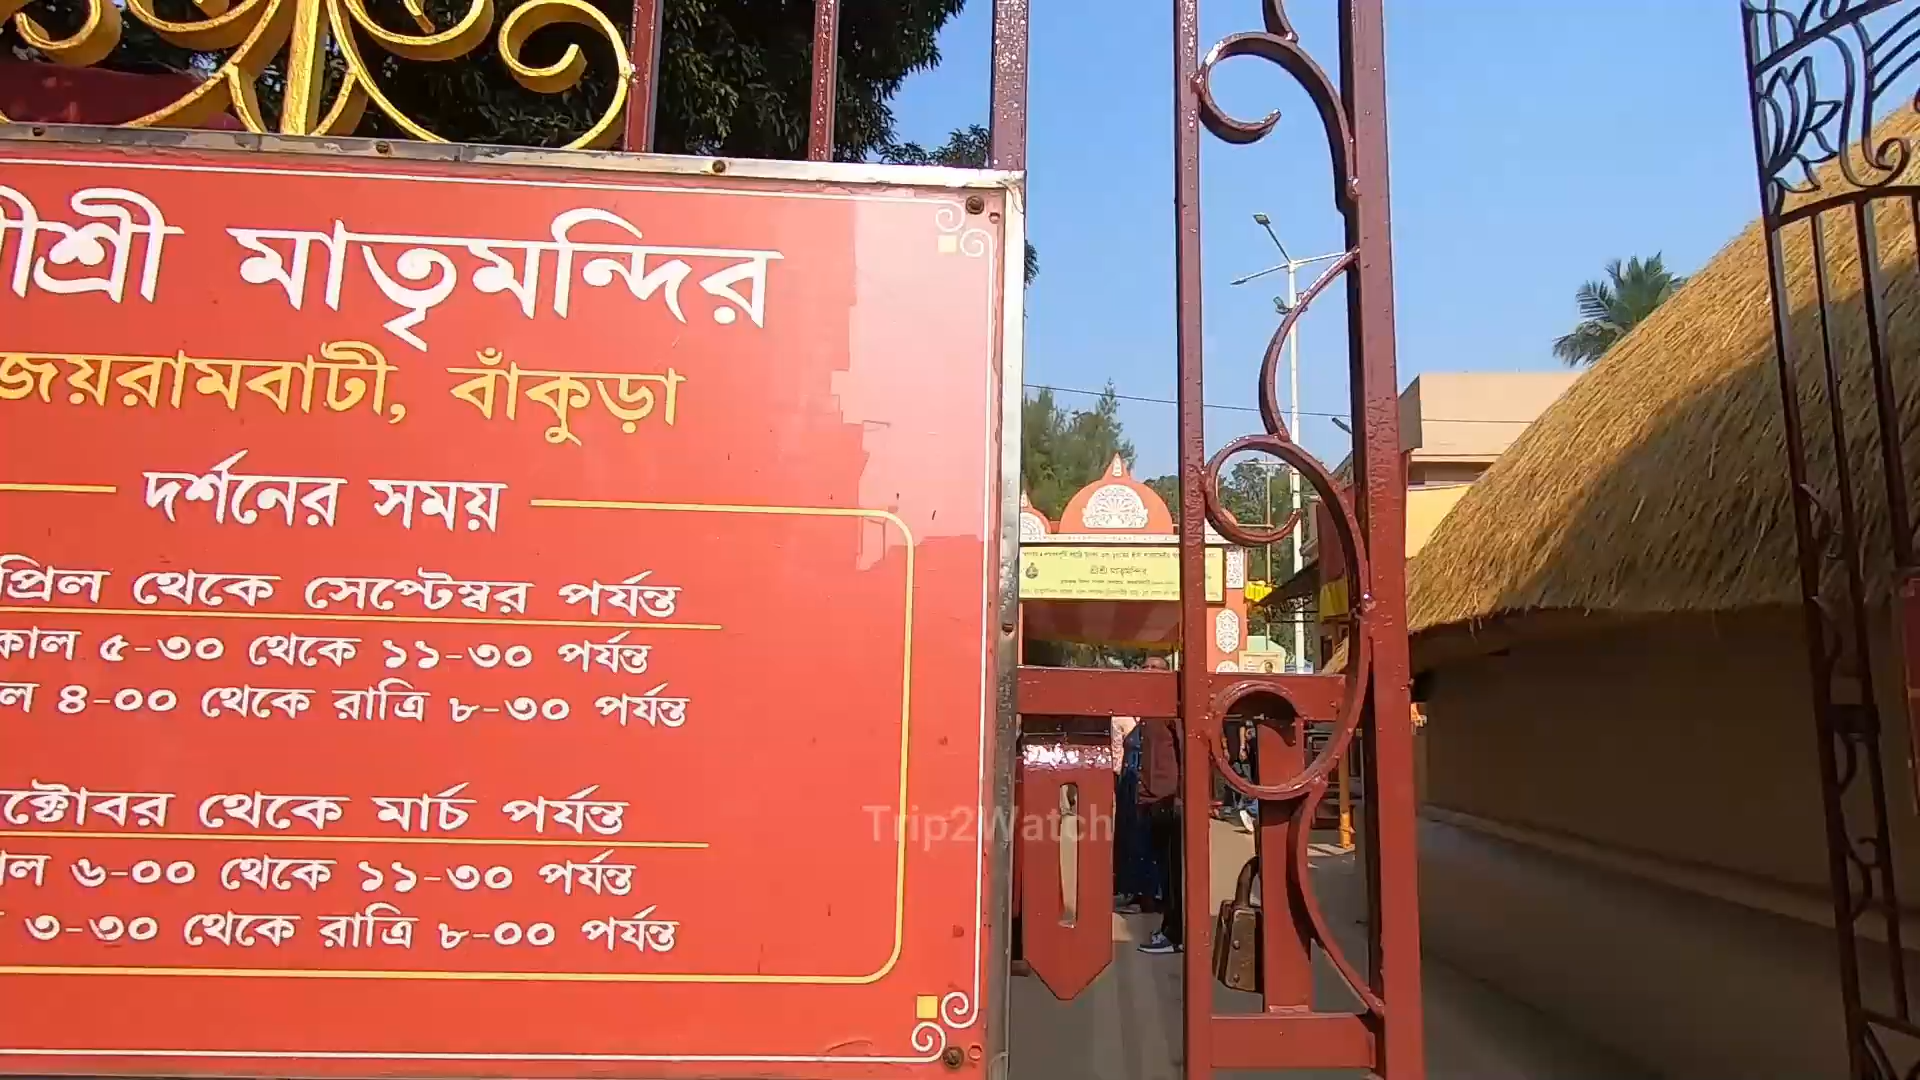 শ্রীশ্রী মাতৃমন্দির
জয়রামবাটী, বাঁকুড়া
দর্শনের সময়
প্রিল থেকে সেপ্টেম্বর পর্যন্ত
কাল ৫-৩০ থেকে ১১-৩০ পর্যন্ত
ল ৪-০০ থেকে রাত্রি ৮-৩০ পর্যন্ত
ক্টোবর থেকে মার্চ পর্যন্ত
ল ৬-০০ থেকে ১১-৩০ পর্যন্ত
৩-৩০ থেকে রাত্রি ৮-০০ পর্যন্ত
শ্রীশ্রী মাতৃমন্দির
Trip2Watch